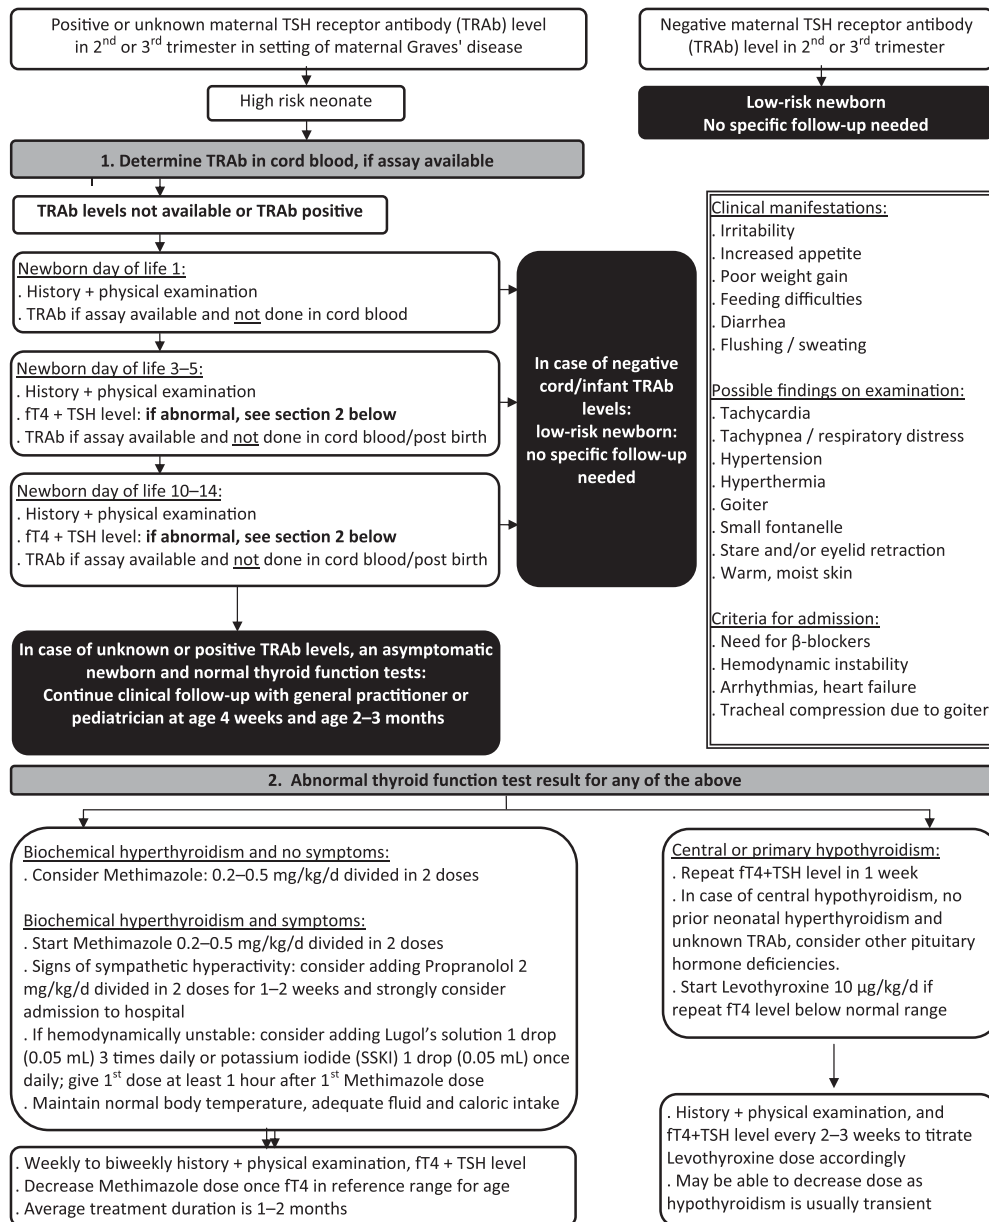 Positive or unknown maternal TSH receptor antibody (TRAb) level
in 2nd or 3rd trimester in setting of maternal Graves' disease
Negative maternal TSH receptor antibody
(TRAb) level in 2nd or 3rd trimester
High risk neonate
Low-risk newborn
No specific follow-up needed
1. Determine TRAb in cord blood, if assay available
TRAb levels not available or TRAb positive
Newborn day of life 1:
. History + physical examination
. TRAb if assay available and not done in cord blood
Newborn day of life 3–5:
. History + physical examination
. fT4 + TSH level: if abnormal, see section 2 below
. TRAb if assay available and not done in cord blood/post birth
Newborn day of life 10–14:
. History + physical examination
. fT4 + TSH level: if abnormal, see section 2 below
. TRAb if assay available and not done in cord blood/post birth
In case of negative
cord/infant TRAb
levels:
low-risk newborn:
no specific follow-up
needed
Clinical manifestations:
. Irritability
. Increased appetite
. Poor weight gain
. Feeding difficulties
. Diarrhea
. Flushing / sweating
Possible findings on examination:
. Tachycardia
. Tachypnea / respiratory distress
. Hypertension
. Hyperthermia
. Goiter
. Small fontanelle
. Stare and/or eyelid retraction
. Warm, moist skin
Criteria for admission:
. Need for β-blockers
. Hemodynamic instability
. Arrhythmias, heart failure
. Tracheal compression due to goiter
In case of unknown or positive TRAb levels, an asymptomatic
newborn and normal thyroid function tests:
Continue clinical follow-up with general practitioner or
pediatrician at age 4 weeks and age 2–3 months
2. Abnormal thyroid function test result for any of the above
Biochemical hyperthyroidism and no symptoms:
. Consider Methimazole: 0.2–0.5 mg/kg/d divided in 2 doses
Biochemical hyperthyroidism and symptoms:
. Start Methimazole 0.2–0.5 mg/kg/d divided in 2 doses
. Signs of sympathetic hyperactivity: consider adding Propranolol 2
mg/kg/d divided in 2 doses for 1–2 weeks and strongly consider
admission to hospital
. If hemodynamically unstable: consider adding Lugol's solution 1 drop
(0.05 mL) 3 times daily or potassium iodide (SSKI) 1 drop (0.05 mL) once
daily; give 1st dose at least 1 hour after 1st Methimazole dose
. Maintain normal body temperature, adequate fluid and caloric intake
Central or primary hypothyroidism:
. Repeat fT4+TSH level in 1 week
. In case of central hypothyroidism, no
prior neonatal hyperthyroidism and
unknown TRAb, consider other pituitary
hormone deficiencies.
. Start Levothyroxine 10 µg/kg/d if
repeat fT4 level below normal range
. Weekly to biweekly history + physical examination, fT4 + TSH level
. Decrease Methimazole dose once fT4 in reference range for age
. Average treatment duration is 1–2 months
. History + physical examination, and
fT4+TSH level every 2–3 weeks to titrate
Levothyroxine dose accordingly
. May be able to decrease dose as
hypothyroidism is usually transient